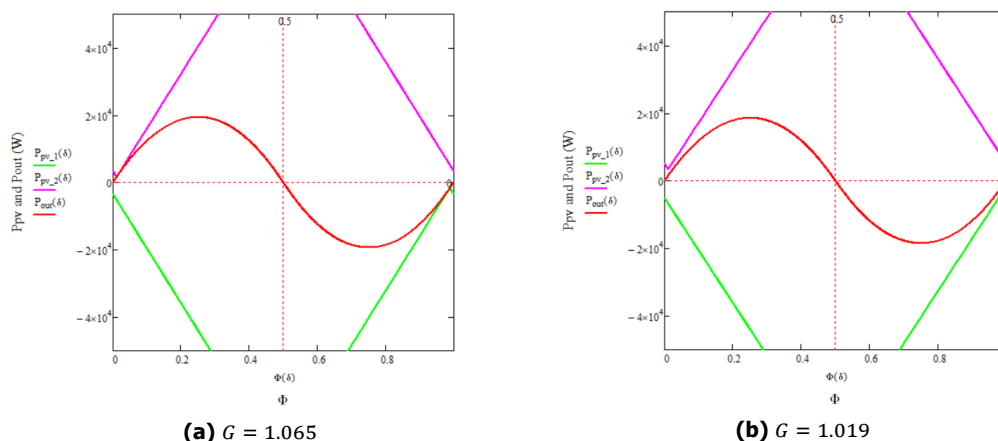 0.5
4×10⁴
2×10⁴
0
−2×10⁴
−4×10⁴
Ppv and Pout (W)
Ppv_1(δ)
Ppv_2(δ)
Pout(δ)
0
0 0.2 0.4 0.6 0.8
Φ(δ)
Φ
(a) G = 1.065
0.5
4×10⁴
2×10⁴
0
−2×10⁴
−4×10⁴
Ppv and Pout (W)
Ppv_1(δ)
Ppv_2(δ)
Pout(δ)
0 0.2 0.4 0.6 0.8
Φ(δ)
Φ
(b) G = 1.019